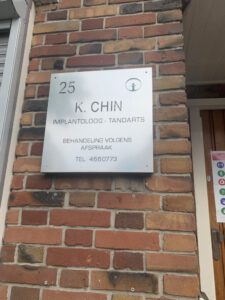 25
K. CHIN
IMPLANTOLOOG - TANDARTS
BEHANDELING VOLGENS
AFSPRAAK
TEL. 4660773